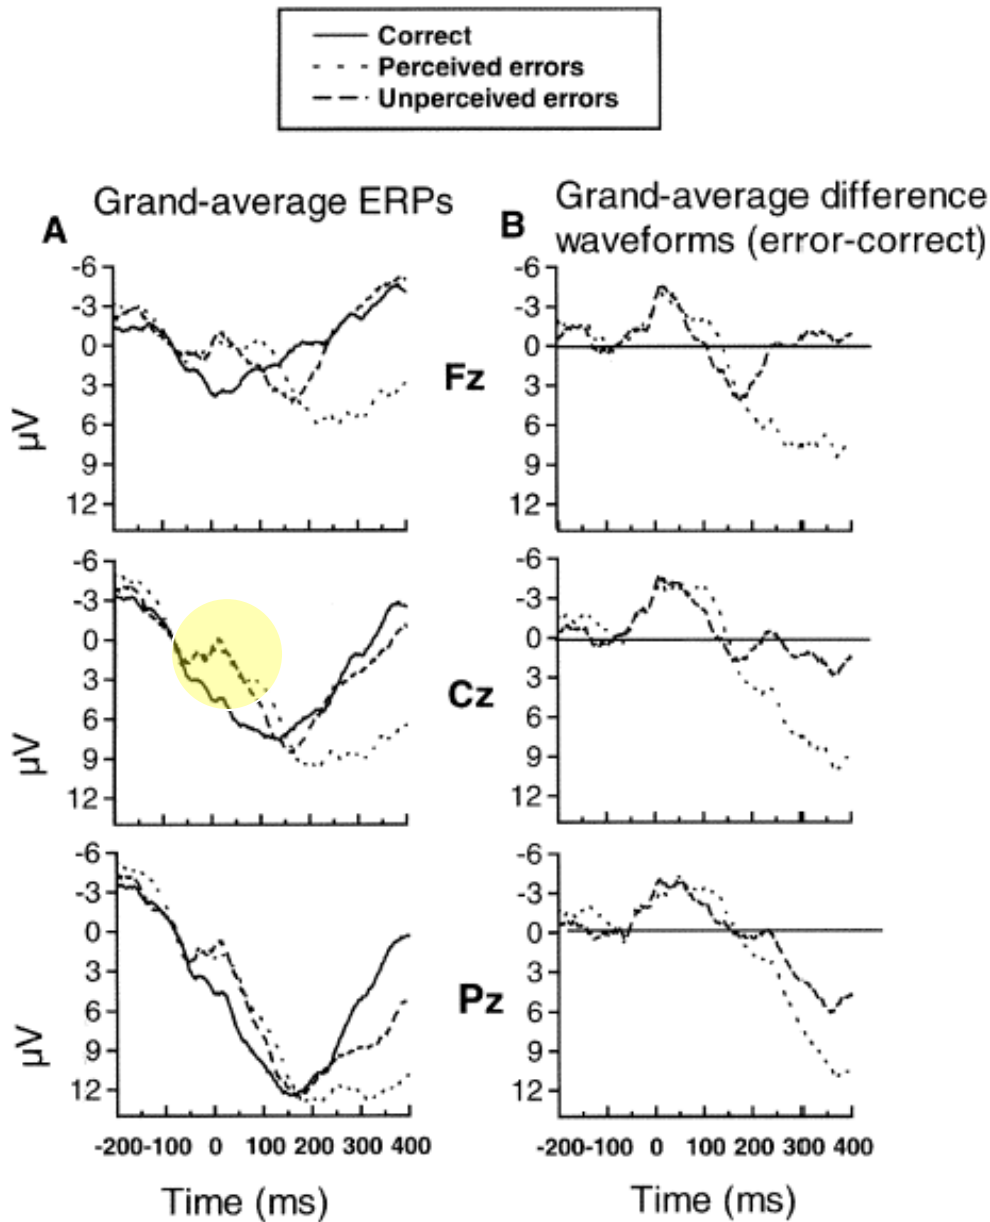 Correct
Perceived errors
Unperceived errors
Grand-average ERPs
A
Grand-average difference
waveforms (error-correct)
B
-6
-3
0
3
6
9
12
µV
Fz
-6
-3
0
3
6
9
12
-6
-3
0
3
6
9
12
µV
Cz
-6
-3
0
3
6
9
12
-6
-3
0
3
6
9
12
µV
Pz
-6
-3
0
3
6
9
12
-200 -100 0 100 200 300 400
Time (ms)
-200 -100 0 100 200 300 400
Time (ms)